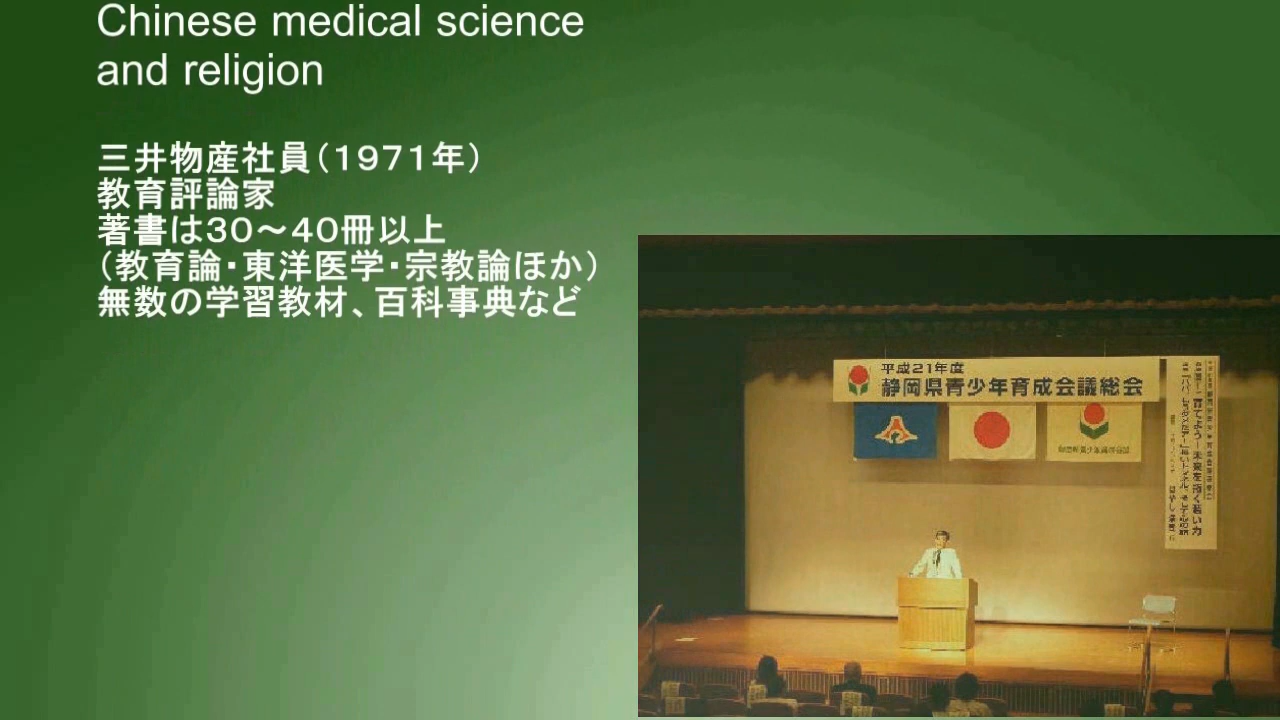 Chinese medical science
and religion
三井物産社員（１９７１年）
教育評論家
著書は３０～４０冊以上
（教育論・東洋医学・宗教論ほか）
無数の学習教材、百科事典など
平成21年度
静岡県青少年育成会議総会